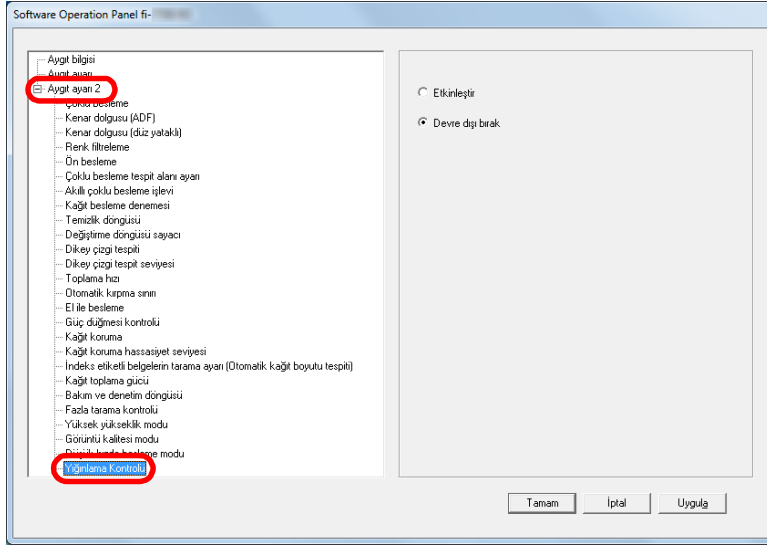 Software Operation Panel fi-
Aygıt bilgisi
Aygıt ayarı
Aygıt ayarı 2
Çoklu besleme
Kenar dolgusu (ADF)
Kenar dolgusu (düz yataklı)
Renk filtreleme
Ön besleme
Çoklu besleme tespit alanı ayarı
Akıllı çoklu besleme işlevi
Kağıt besleme denemesi
Temizlik döngüsü
Değiştirme döngüsü sayacı
Dikey çizgi tespiti
Dikey çizgi tespit seviyesi
Toplama hızı
Otomatik kırpma sınırı
El ile besleme
Güç düğmesi kontrolü
Kağıt koruma
Kağıt koruma hassasiyet seviyesi
İndeks etiketli belgelerin tarama ayarı (Otomatik kağıt boyutu tespiti)
Kağıt toplama gücü
Bakım ve denetim döngüsü
Fazla tarama kontrolü
Yüksek yükseklik modu
Görüntü kalitesi modu
Düşük hızda besleme modu
Yığınlama Kontrolü
Etkinleştir
Devre dışı bırak
Tamam
İptal
Uygula